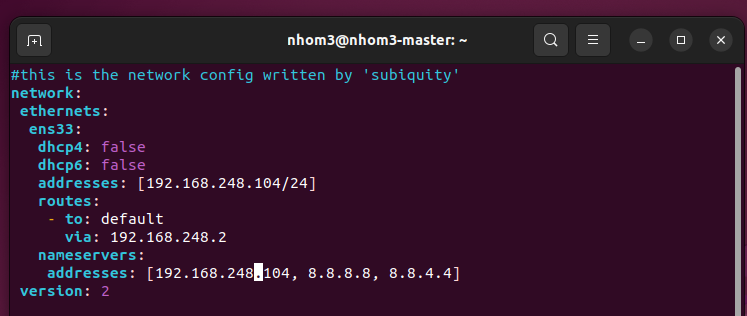 nhom3@nhom3-master: ~
#this is the network config written by 'subiquity'
network:
 ethernets:
  ens33:
   dhcp4: false
   dhcp6: false
   addresses: [192.168.248.104/24]
   routes:
    - to: default
      via: 192.168.248.2
   nameservers:
    addresses: [192.168.248.104, 8.8.8.8, 8.8.4.4]
 version: 2